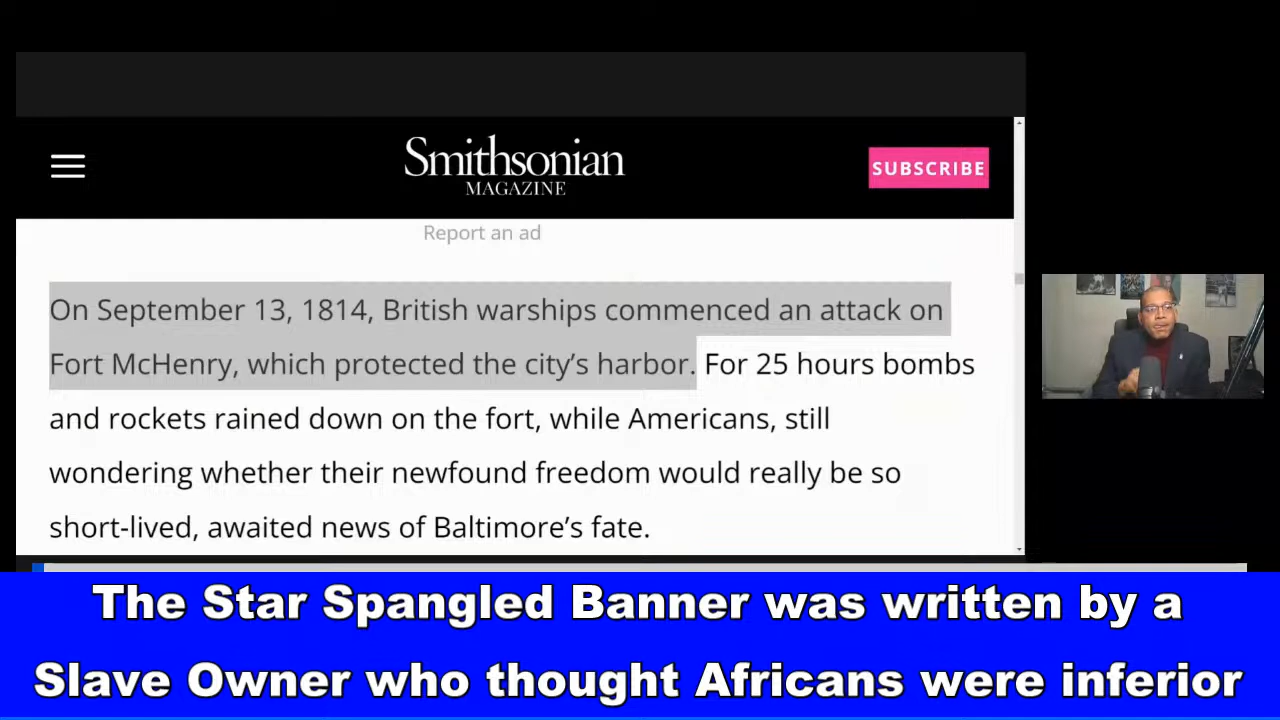 Smithsonian
MAGAZINE
SUBSCRIBE
Report an ad
On September 13, 1814, British warships commenced an attack on
Fort McHenry, which protected the city’s harbor. For 25 hours bombs
and rockets rained down on the fort, while Americans, still
wondering whether their newfound freedom would really be so
short-lived, awaited news of Baltimore’s fate.
The Star Spangled Banner was written by a
Slave Owner who thought Africans were inferior